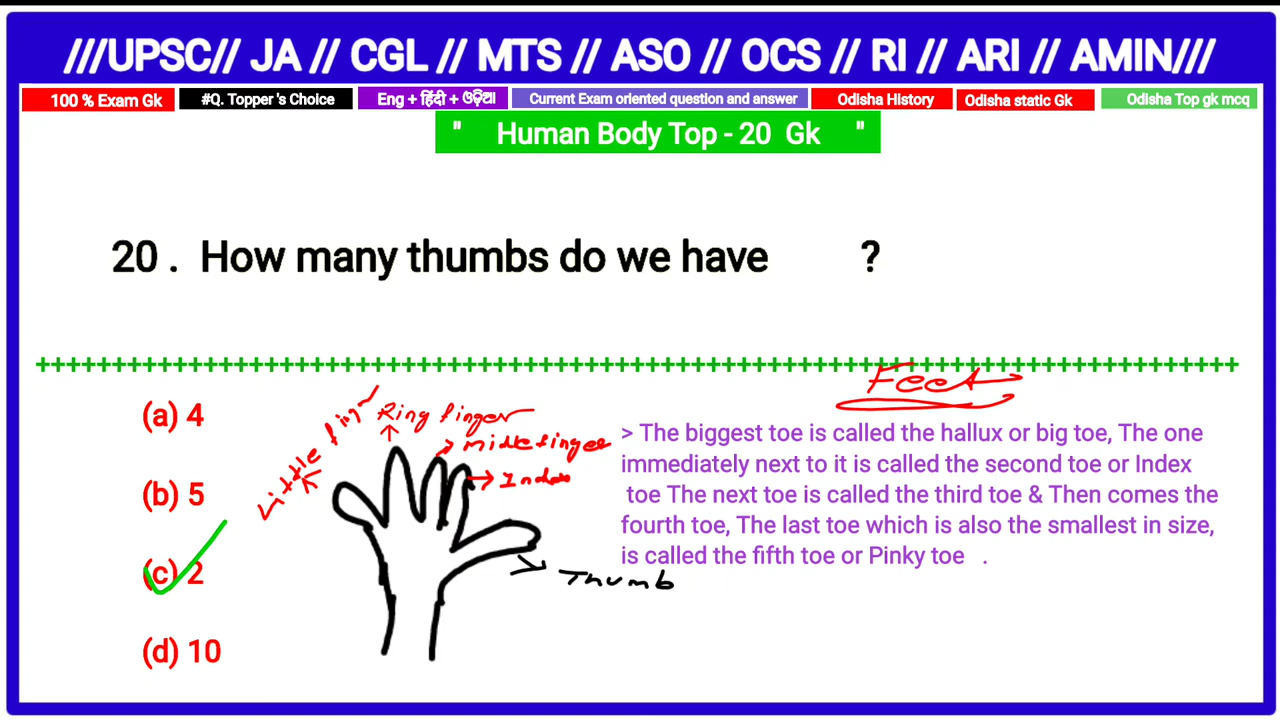 ///UPSC// JA // CGL // MTS // ASO // OCS // RI // ARI // AMIN///
100 % Exam Gk #Q. Topper 's Choice Eng + हिंदी + ଓଡ଼ିଆ Current Exam oriented question and answer Odisha History Odisha static Gk Odisha Top gk mcq
" Human Body Top - 20 Gk "
20 . How many thumbs do we have ?
+++++++++++++++++++++++++++++++++++++++++++++++++++++++++++++++++++++++++++++++
Feet
(a) 4
(b) 5
(c) 2
(d) 10
Little finger
Ring finger
Middle finger
Index
Thumb
> The biggest toe is called the hallux or big toe, The one
immediately next to it is called the second toe or Index
toe The next toe is called the third toe & Then comes the
fourth toe, The last toe which is also the smallest in size,
is called the fifth toe or Pinky toe .